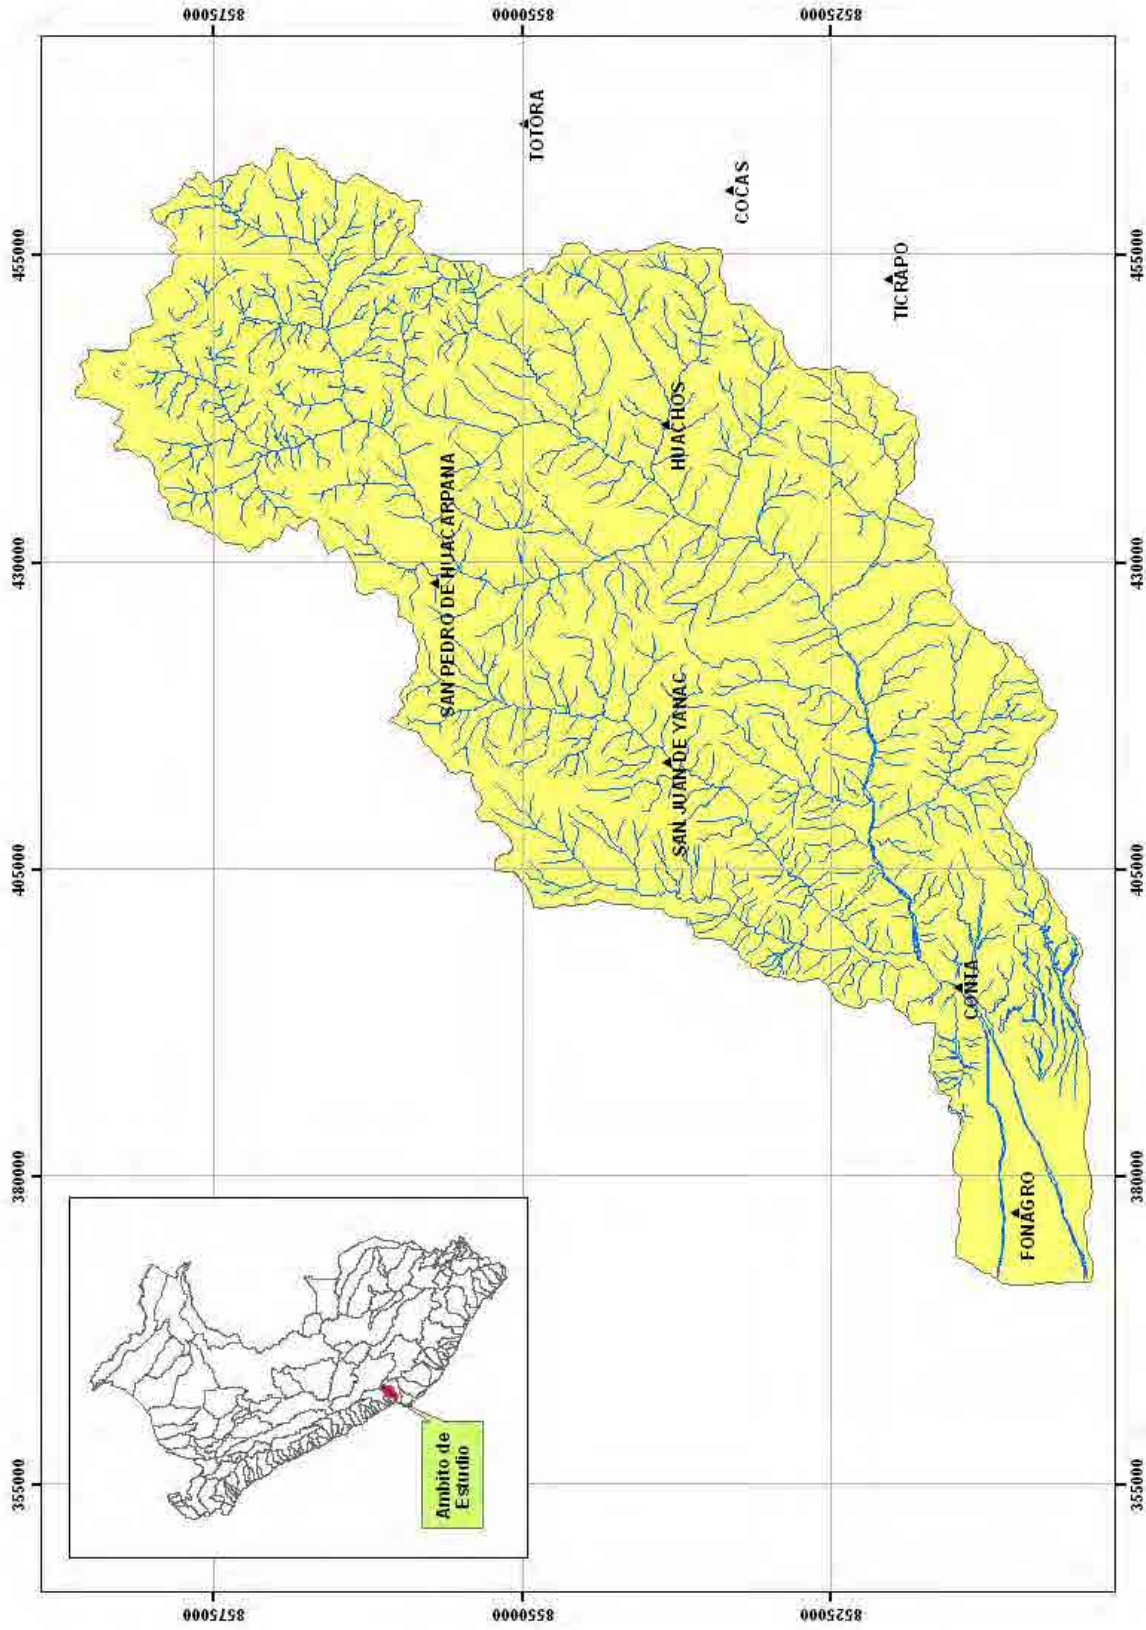 355000
380000
405000
430000
455000
8575000
8575000
Ambito de
Estudio
SAN PEDRO DE HUACARPANA
8550000
8550000
TOTORA
SAN JUAN DE YANAC
HUACHOS
COCAS
8525000
8525000
TICRAPO
CONTA
FONAGRO
355000
380000
405000
430000
455000